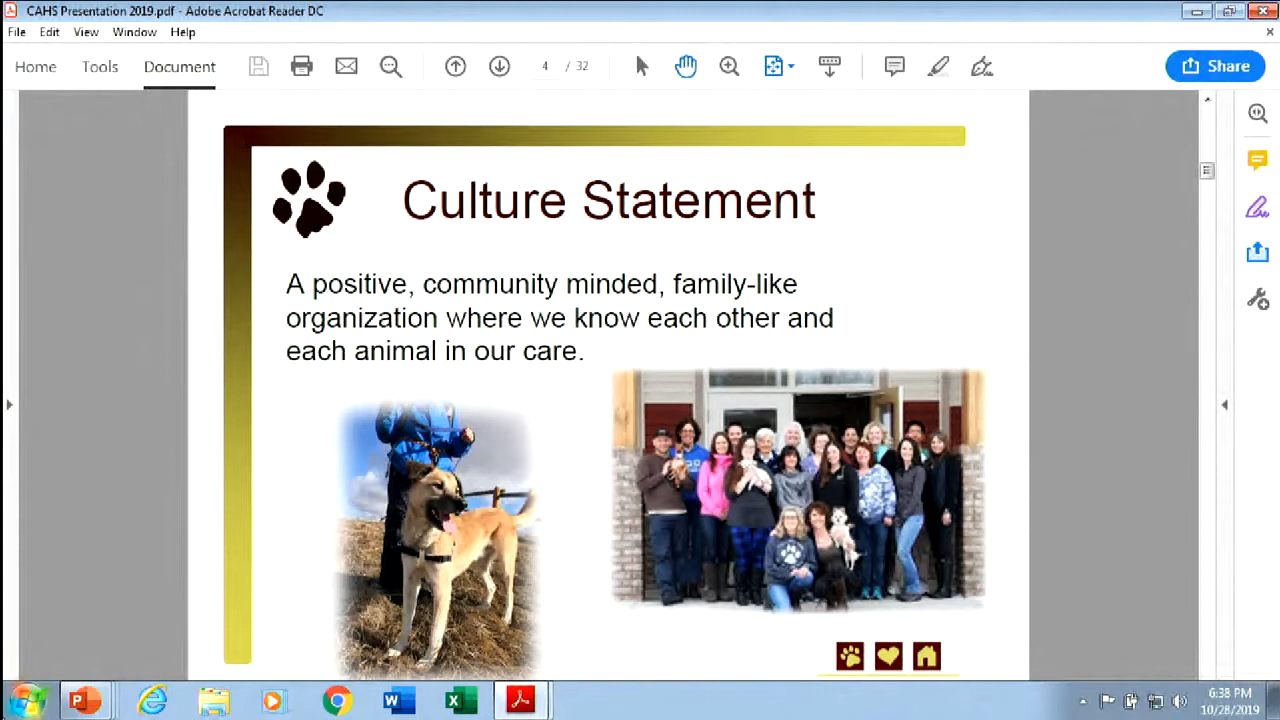 CAHS Presentation 2019.pdf - Adobe Acrobat Reader DC
File Edit View Window Help
Home Tools Document 4 / 32 Share
Culture Statement
A positive, community minded, family-like
organization where we know each other and
each animal in our care.
6:38 PM
10/28/2019